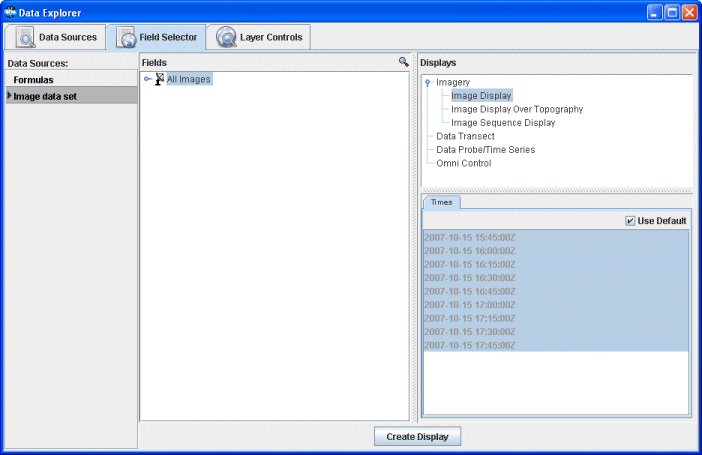 Data Explorer
Data Sources
Field Selector
Layer Controls
Data Sources:
Formulas
Image data set
Fields
All Images
Displays
Imagery
Image Display
Image Display Over Topography
Image Sequence Display
Data Transect
Data Probe/Time Series
Omni Control
Times
Use Default
2007-10-15 15:45:00Z
2007-10-15 16:00:00Z
2007-10-15 16:15:00Z
2007-10-15 16:30:00Z
2007-10-15 16:45:00Z
2007-10-15 17:00:00Z
2007-10-15 17:15:00Z
2007-10-15 17:30:00Z
2007-10-15 17:45:00Z
Create Display